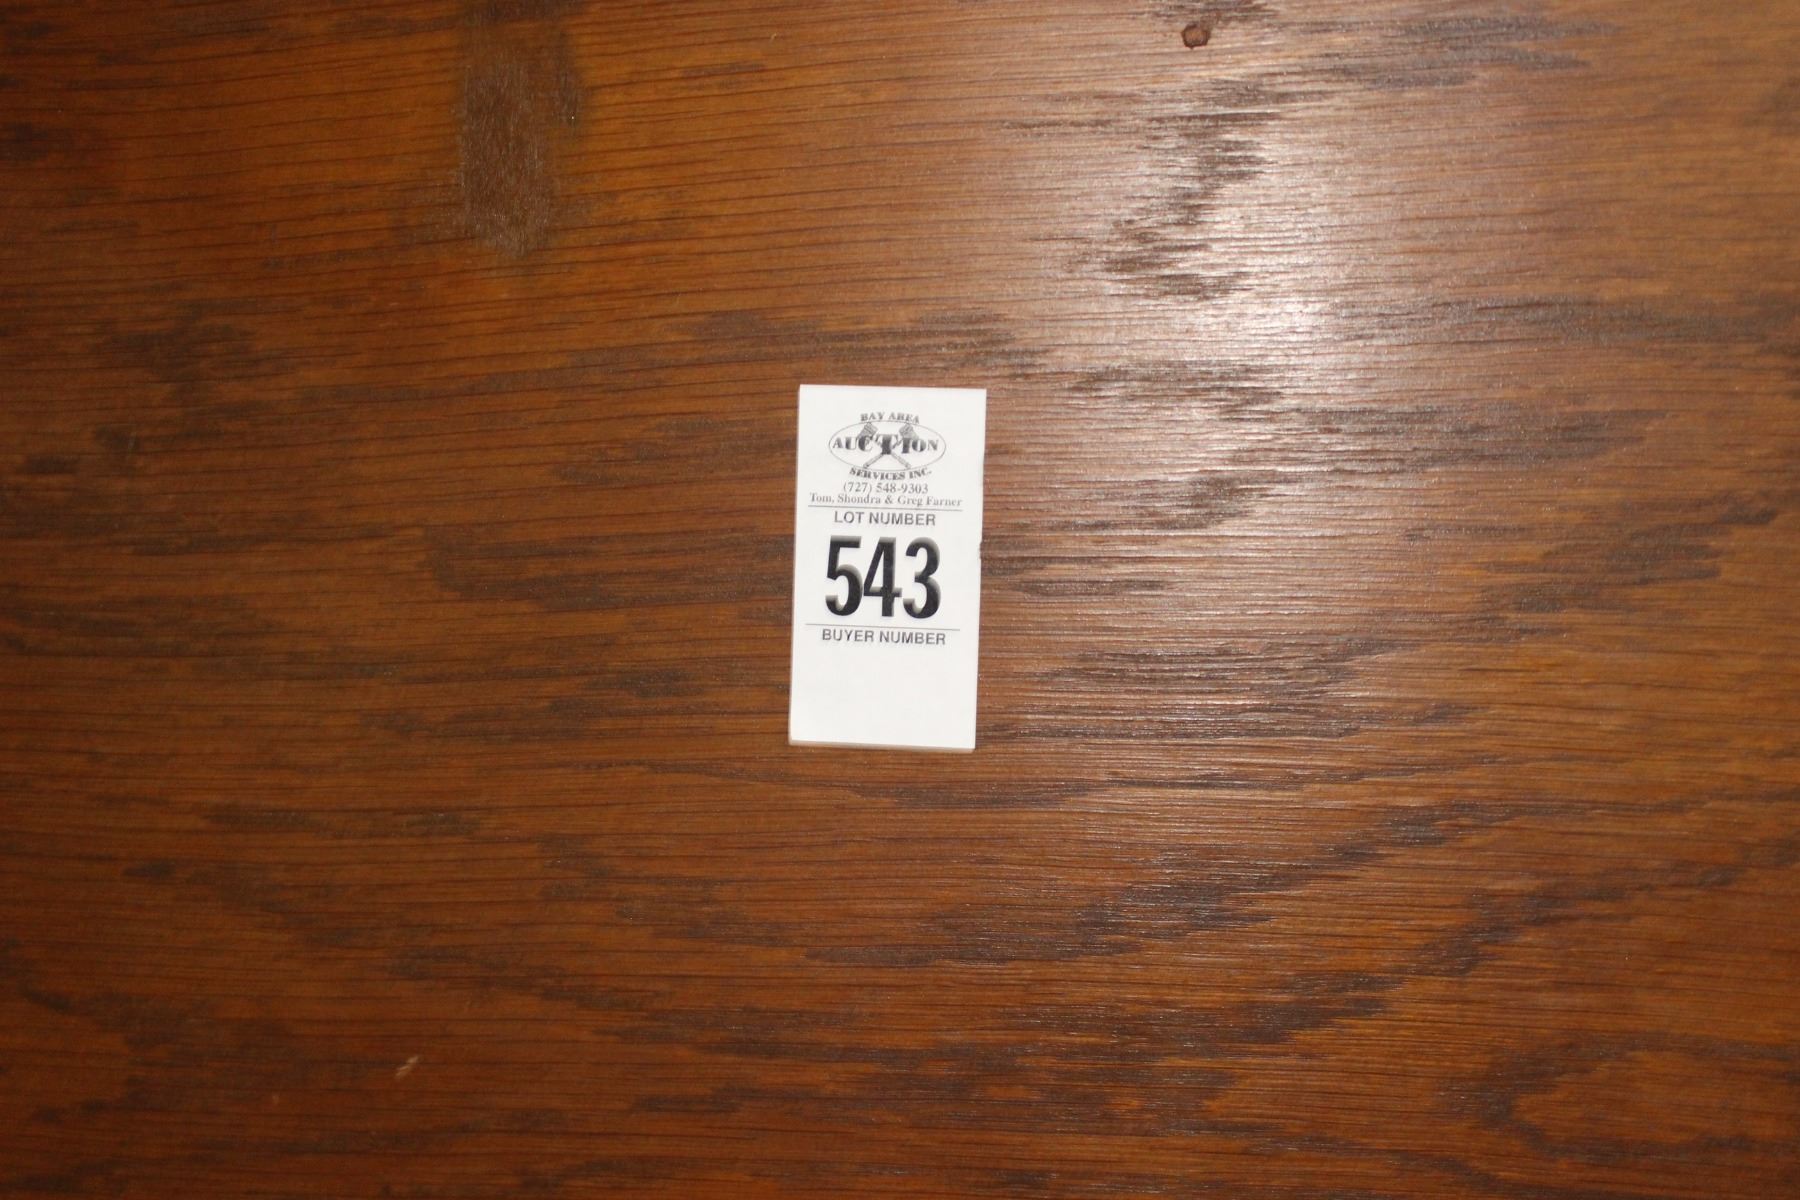 BAY AREA
AUCTION
SERVICES INC.
(727) 548-9303
Tom, Shondra & Greg Farner
LOT NUMBER
543
BUYER NUMBER